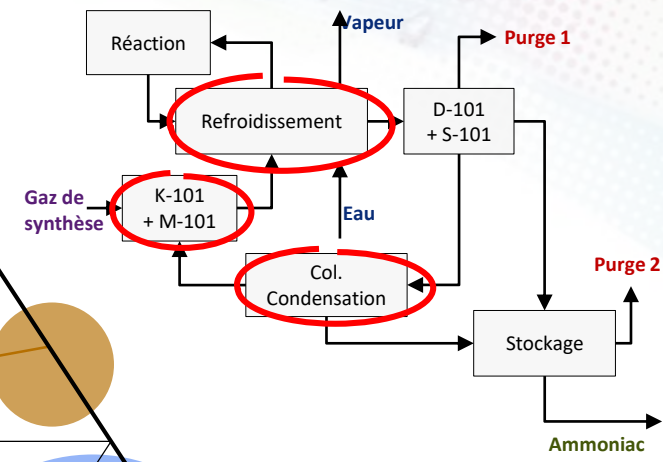 Vapeur
Réaction
Purge 1
D-101
+ S-101
Refroidissement
Gaz de
synthèse
K-101
+ M-101
Eau
Col.
Condensation
Purge 2
Stockage
Ammoniac